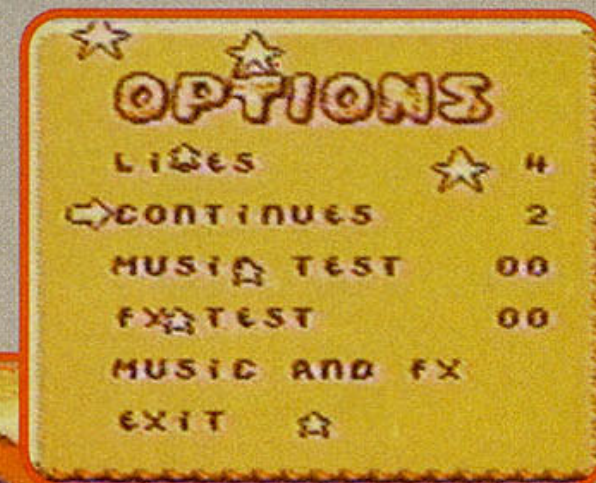 OPTIONS
LIVES 4
CONTINUES 2
MUSIC TEST 00
FX TEST 00
MUSIC AND FX
EXIT